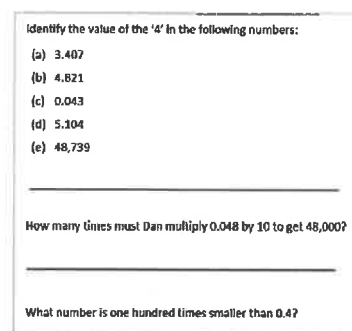 Identify the value of the '4' in the following numbers:
(a) 3.407
(b) 4.821
(c) 0.043
(d) 5.104
(e) 48,739
How many times must Dan multiply 0.048 by 10 to get 48,000?
What number is one hundred times smaller than 0.4?